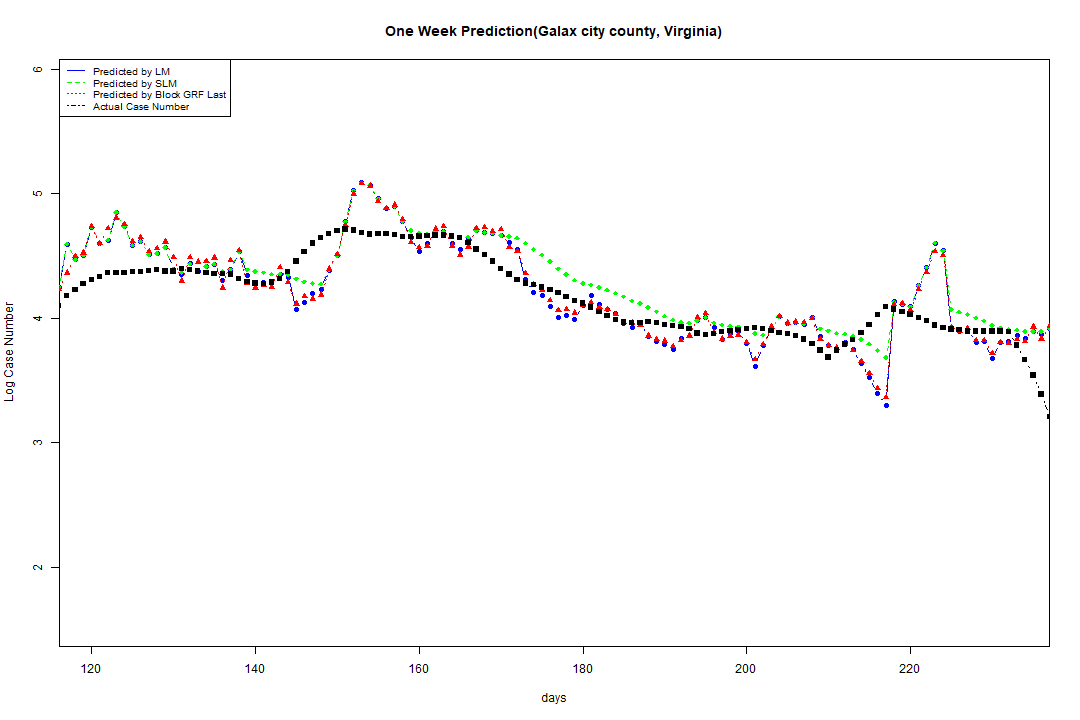 One Week Prediction(Galax city county, Virginia)
Predicted by LM
Predicted by SLM
Predicted by Block GRF Last
Actual Case Number
6
5
4
3
2
Log Case Number
120 140 160 180 200 220
days